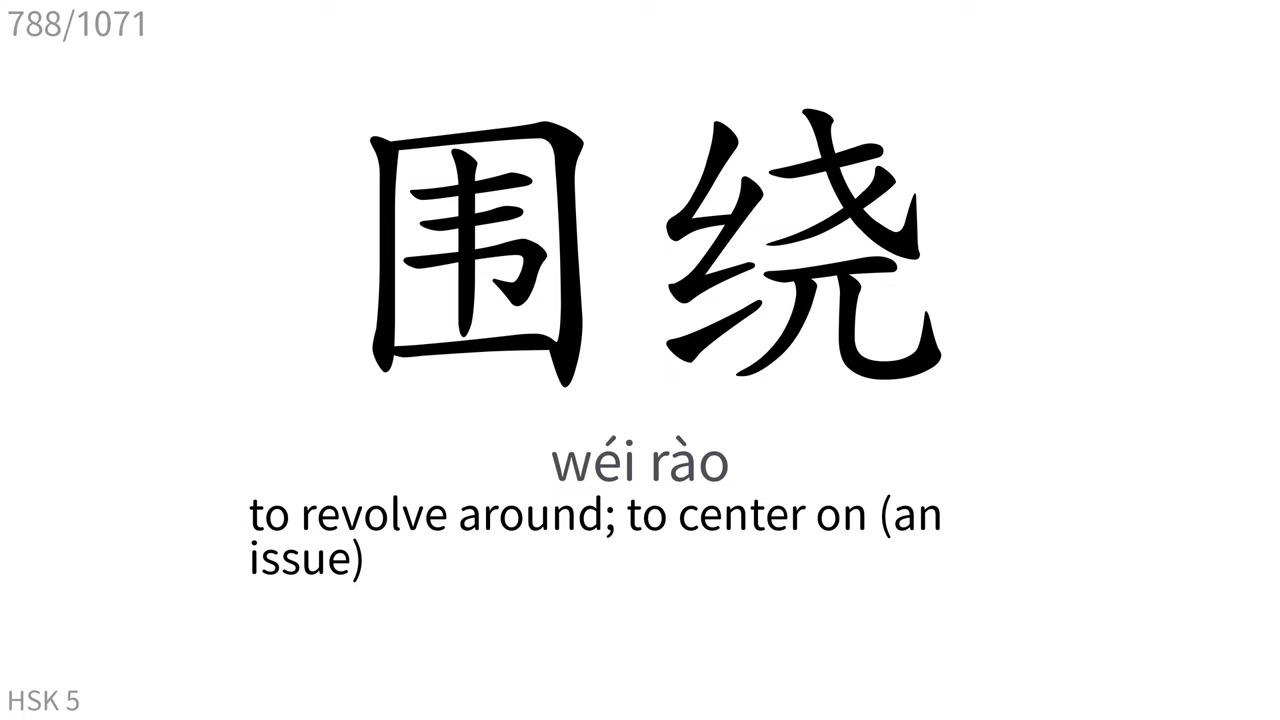 788/1071
围绕
wéi rào
to revolve around; to center on (an
issue)
HSK 5